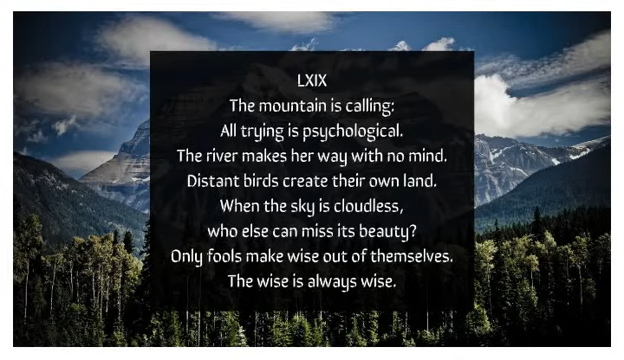 LXIX
The mountain is calling:
All trying is psychological.
The river makes her way with no mind.
Distant birds create their own land.
When the sky is cloudless,
who else can miss its beauty?
Only fools make wise out of themselves.
The wise is always wise.